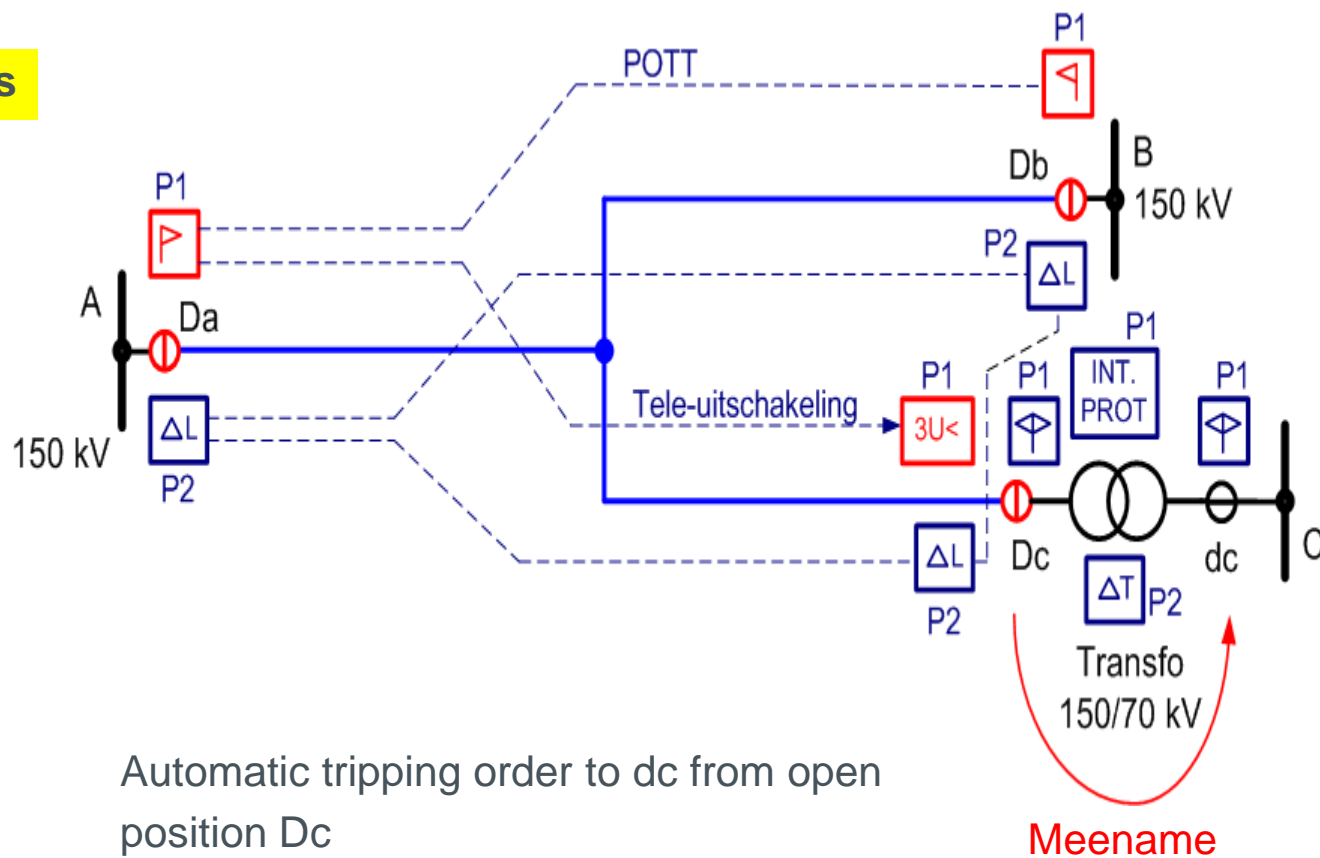 s
P1
POTT
B
Db
150 kV
P1
P2
ΔL
A
Da
P1
Tele-uitschakeling
P1
P1
INT.
PROT
P1
3U<
ΔL
150 kV
P2
ΔL
P2
Dc
dc
C
ΔT
P2
Transfo
150/70 kV
Automatic tripping order to dc from open
position Dc
Meename